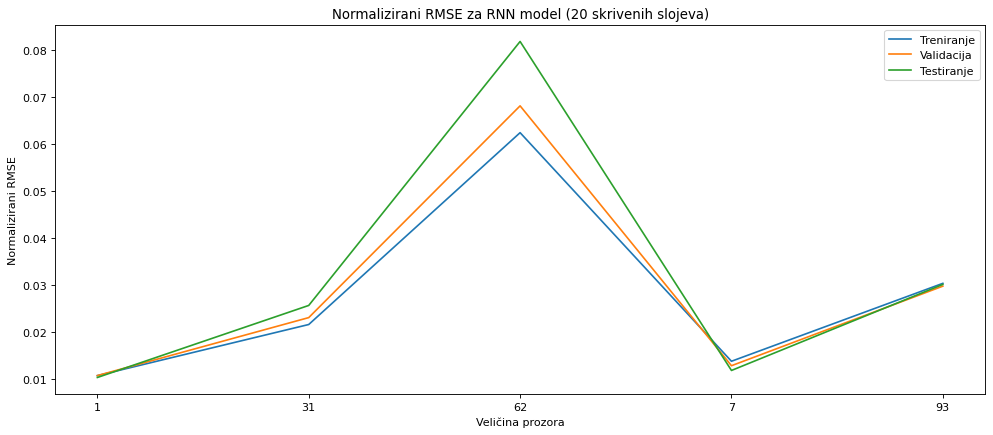 Normalizirani RMSE za RNN model (20 skrivenih slojeva)
Treniranje
Validacija
Testiranje
Normalizirani RMSE
0.08
0.07
0.06
0.05
0.04
0.03
0.02
0.01
1 31 62 7 93
Veličina prozora